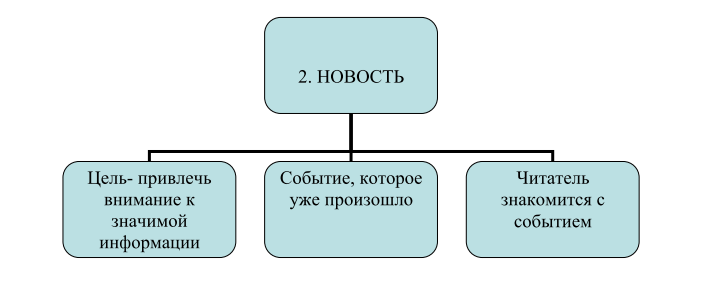 2. НОВОСТЬ
Цель- привлечь
внимание к
значимой
информации
Событие, которое
уже произошло
Читатель
знакомится с
событием